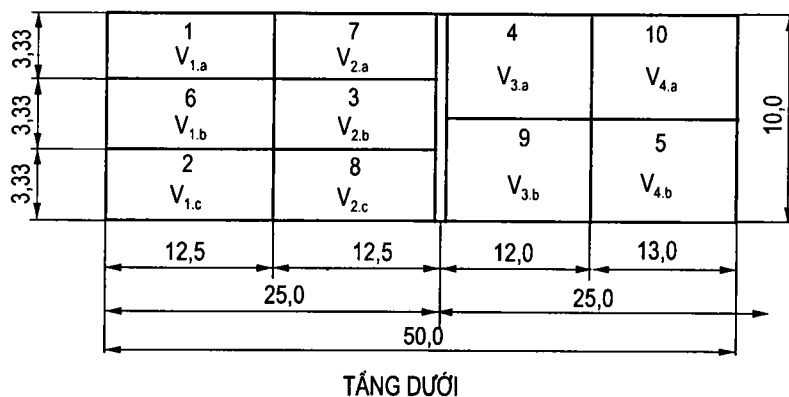 1 7 4 10
V1.a V2.a V3.a V4.a
3,33
6 3
V1.b V2.b
3,33
10,0
2 8 9 5
V1.c V2.c V3.b V4.b
3,33
12,5 12,5 12,0 13,0
25,0 25,0
50,0
TẦNG DƯỚI